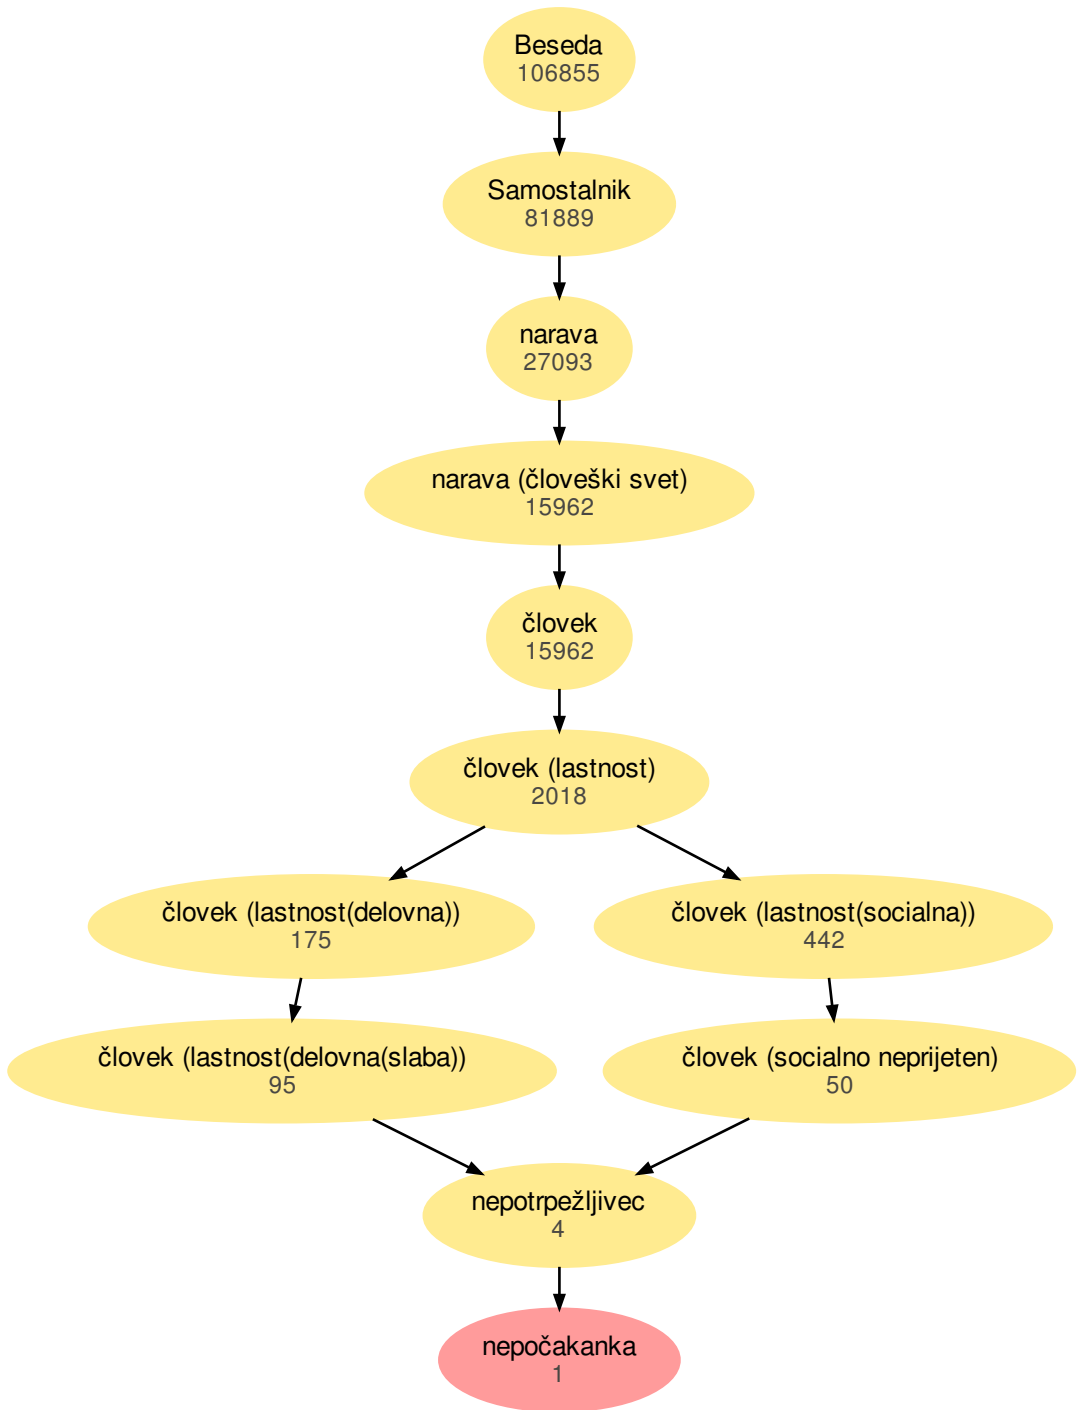 Beseda
106855
Samostalnik
81889
narava
27093
narava (človeški svet)
15962
človek
15962
človek (lastnost)
2018
človek (lastnost(delovna))
175
človek (lastnost(socialna))
442
človek (lastnost(delovna(slaba))
95
človek (socialno neprijeten)
50
nepotrpežljivec
4
nepočakanka
1